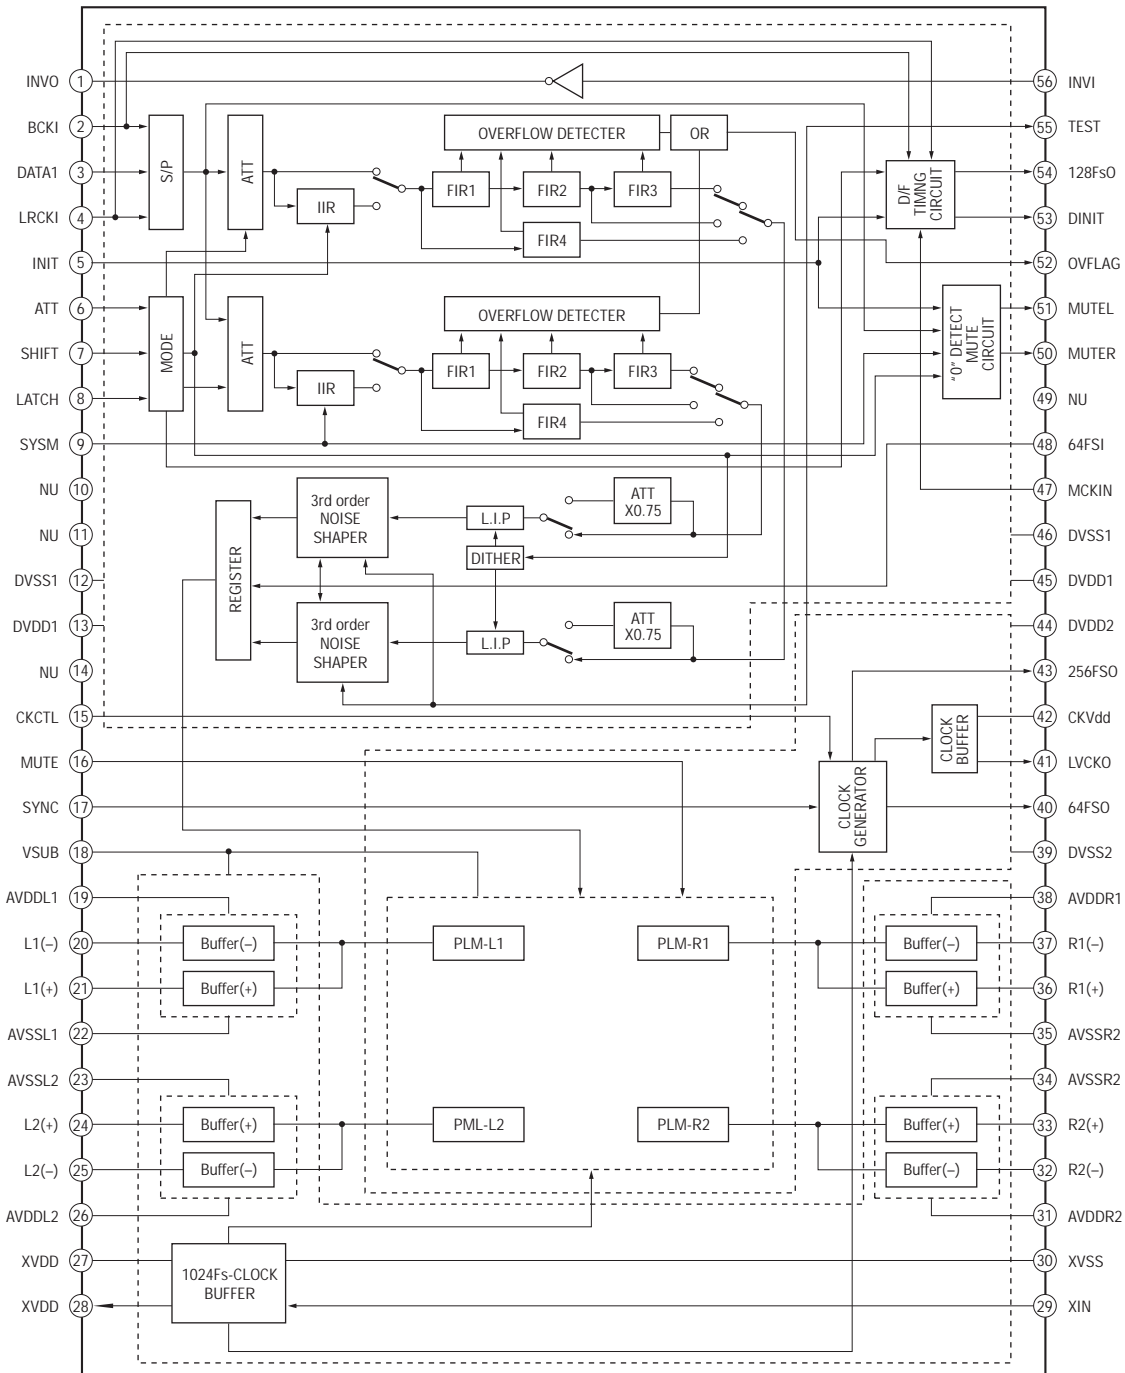 INVO 1
56 INVI
BCKI 2
OVERFLOW DETECTER
OR
55 TEST
S/P
ATT
DATA1 3
FIR1
FIR2
FIR3
D/F
TIMNG
CIRCUIT
54 128FsO
IIR
LRCKI 4
53 DINIT
FIR4
INIT 5
52 OVFLAG
ATT 6
MODE
OVERFLOW DETECTER
"0" DETECT
MUTE
CIRCUIT
51 MUTEL
SHIFT 7
ATT
FIR1
FIR2
FIR3
50 MUTER
IIR
LATCH 8
49 NU
FIR4
SYSM 9
48 64FSI
NU 10
3rd order
NOISE
SHAPER
ATT
X0.75
47 MCKIN
L.I.P
NU 11
46 DVSS1
DITHER
DVSS1 12
REGISTER
45 DVDD1
DVDD1 13
3rd order
NOISE
SHAPER
ATT
X0.75
44 DVDD2
L.I.P
NU 14
43 256FSO
CKCTL 15
CLOCK
BUFFER
42 CKVdd
MUTE 16
41 LVCKO
SYNC 17
CLOCK
GENERATOR
40 64FSO
VSUB 18
39 DVSS2
AVDDL1 19
38 AVDDR1
L1(–) 20
Buffer(–)
PLM-L1
PLM-R1
Buffer(–)
37 R1(–)
L1(+) 21
Buffer(+)
Buffer(+)
36 R1(+)
AVSSL1 22
35 AVSSR2
AVSSL2 23
34 AVSSR2
L2(+) 24
Buffer(+)
PML-L2
PLM-R2
Buffer(+)
33 R2(+)
L2(–) 25
Buffer(–)
Buffer(–)
32 R2(–)
AVDDL2 26
31 AVDDR2
XVDD 27
1024Fs-CLOCK
BUFFER
30 XVSS
XVDD 28
29 XIN